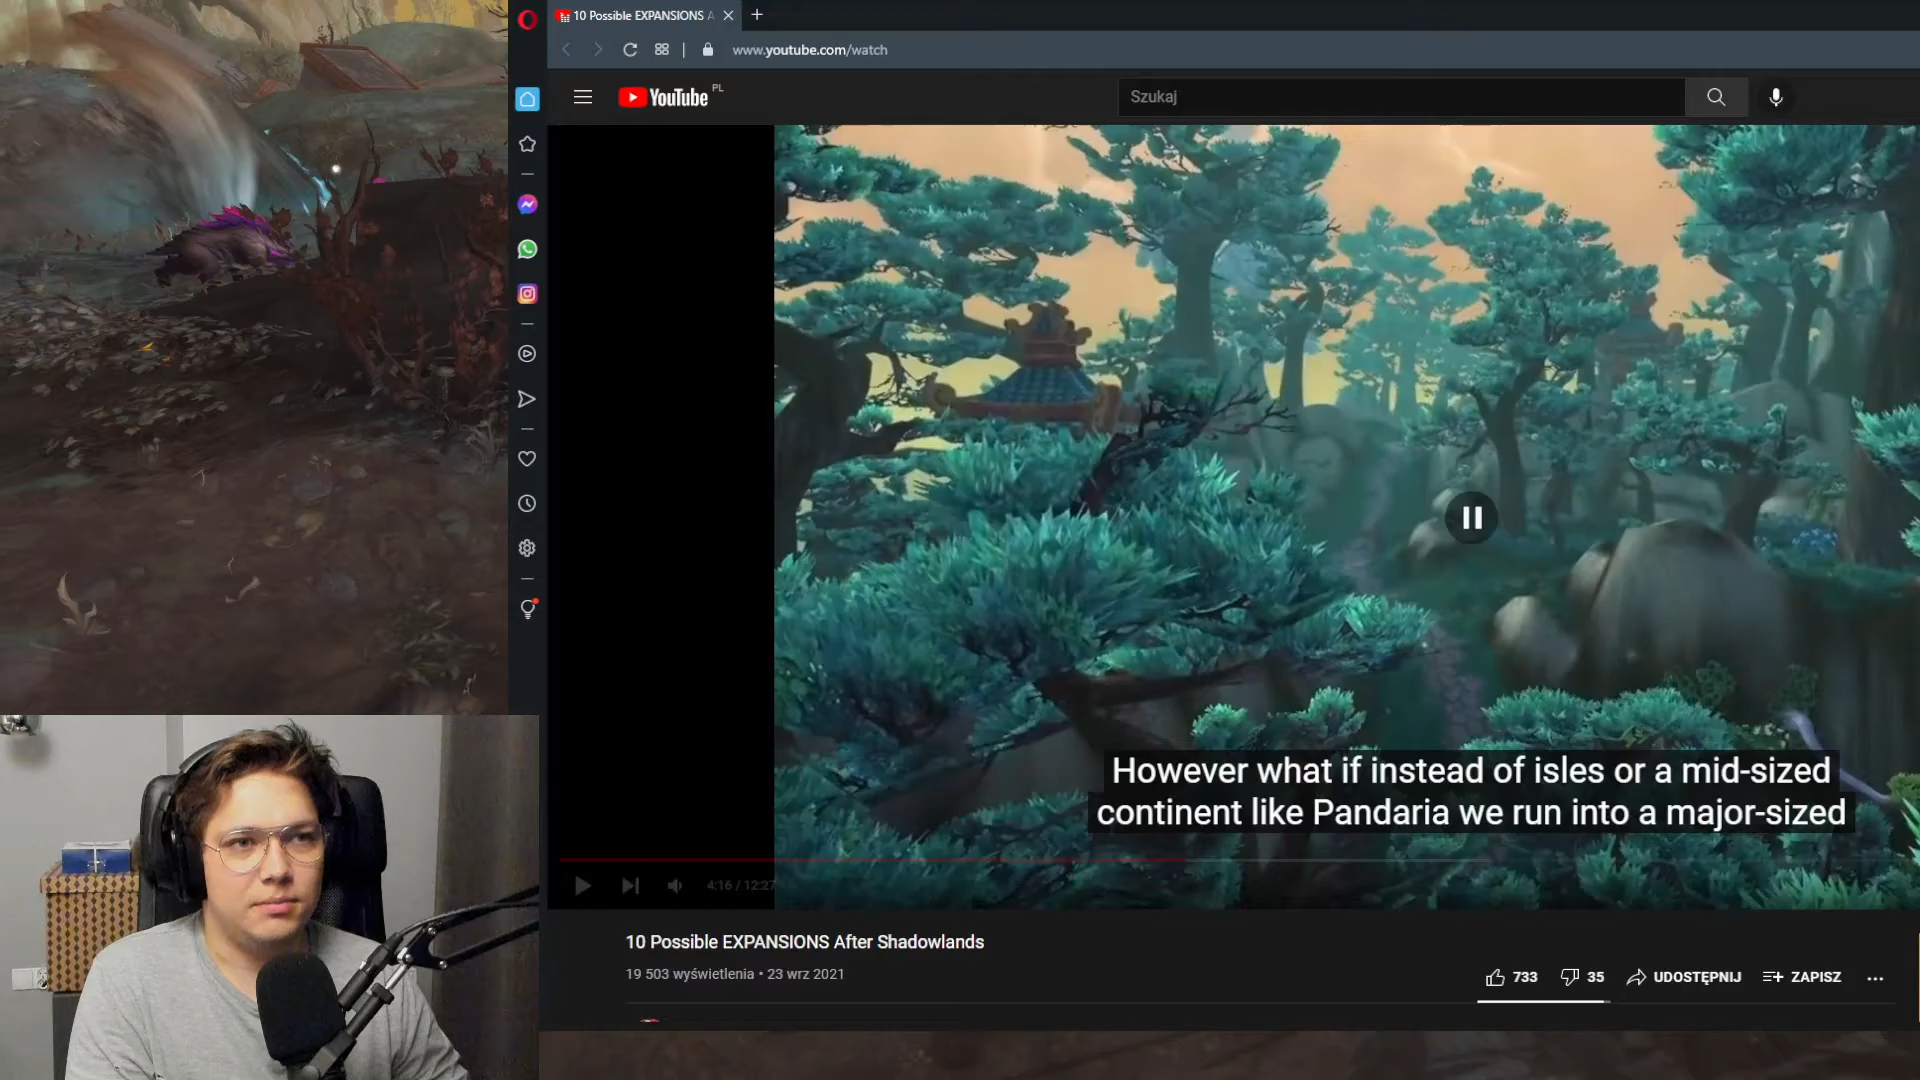 10 Possible EXPANSIONS A
www.youtube.com/watch
YouTube PL
Szukaj
However what if instead of isles or a mid-sized
continent like Pandaria we run into a major-sized
4:16 / 12:27
10 Possible EXPANSIONS After Shadowlands
19 503 wyświetlenia • 23 wrz 2021
733
35
UDOSTĘPNIJ
ZAPISZ